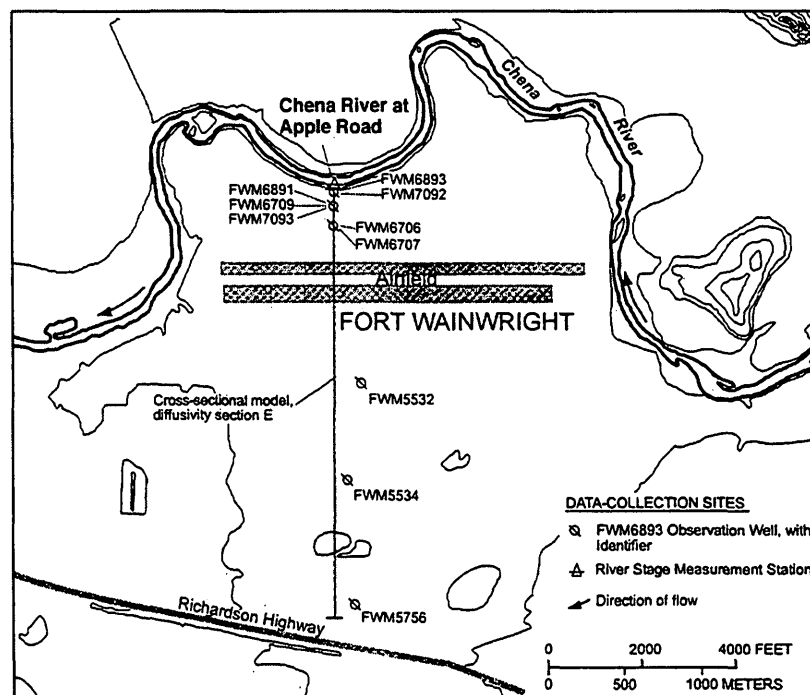 Chena
River
Chena River at
Apple Road
FWM6893
FWM7092
FWM6891
FWM6709
FWM7093
FWM6706
FWM6707
Airfield
FORT WAINWRIGHT
Cross-sectional model,
diffusivity section E
FWM5532
FWM5534
FWM5756
Richardson Highway
DATA-COLLECTION SITES
FWM6893 Observation Well, with
Identifier
River Stage Measurement Station
Direction of flow
0 2000 4000 FEET
0 500 1000 METERS